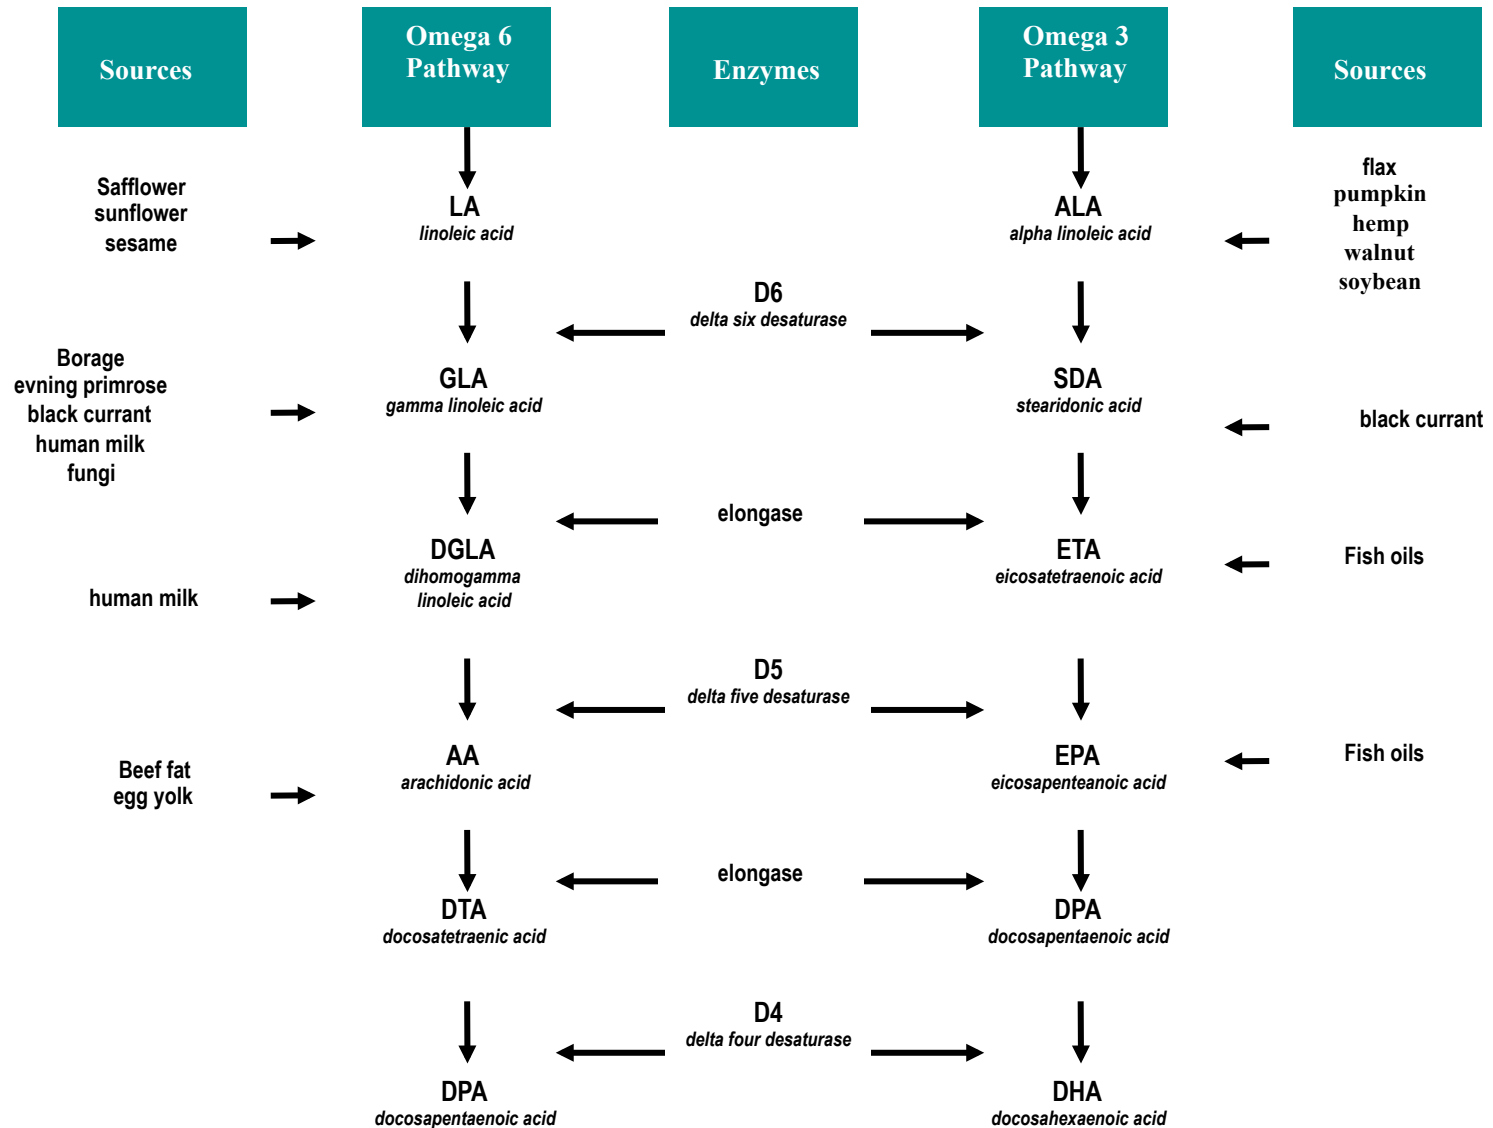 Sources
Omega 6
Pathway
Enzymes
Omega 3
Pathway
Sources
Safflower
sunflower
sesame
LA
linoleic acid
ALA
alpha linoleic acid
flax
pumpkin
hemp
walnut
soybean
D6
delta six desaturase
Borage
evning primrose
black currant
human milk
fungi
GLA
gamma linoleic acid
SDA
stearidonic acid
black currant
elongase
human milk
DGLA
dihomogamma
linoleic acid
ETA
eicosatetraenoic acid
Fish oils
D5
delta five desaturase
Beef fat
egg yolk
AA
arachidonic acid
EPA
eicosapenteanoic acid
Fish oils
elongase
DTA
docosatetraenic acid
DPA
docosapentaenoic acid
D4
delta four desaturase
DPA
docosapentaenoic acid
DHA
docosahexaenoic acid